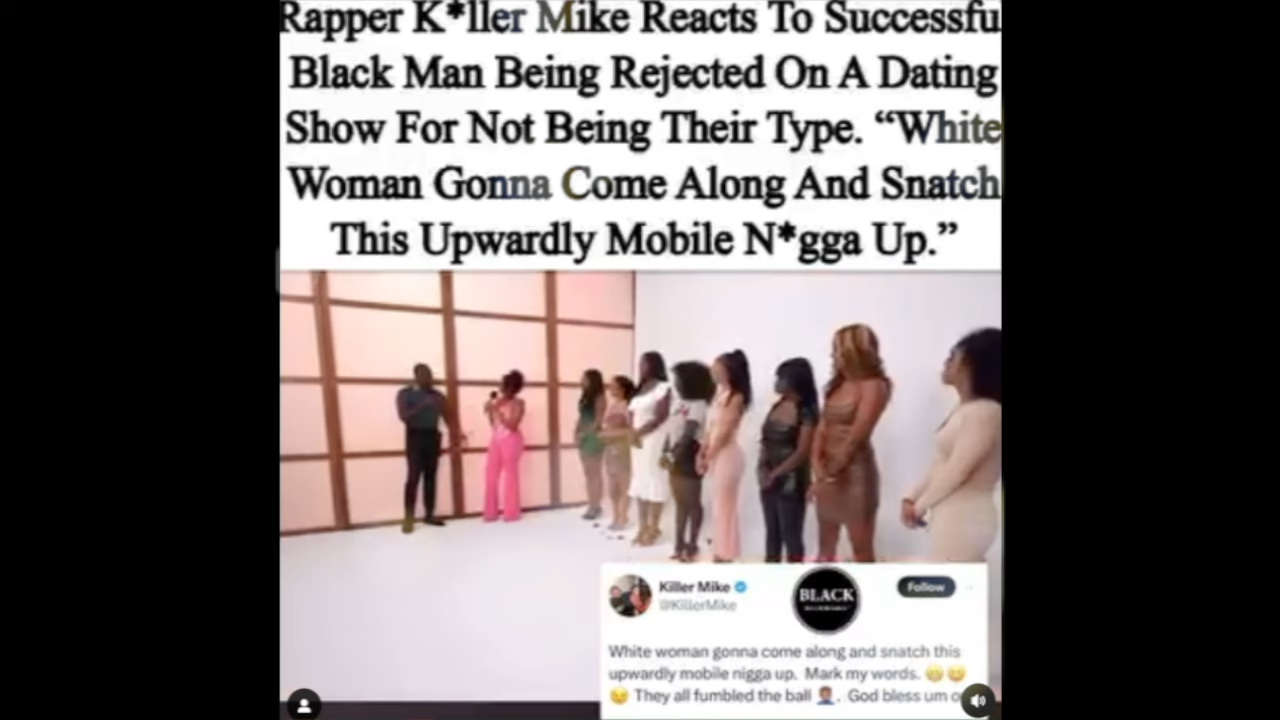 Rapper K*ller Mike Reacts To Successfu
Black Man Being Rejected On A Dating
Show For Not Being Their Type. “White
Woman Gonna Come Along And Snatch
This Upwardly Mobile N*gga Up.”
Killer Mike
@KillerMike
BLACK
Follow
White woman gonna come along and snatch this
upwardly mobile nigga up. Mark my words. 😁😆
😉 They all fumbled the ball 🤦🏾‍♂️. God bless um